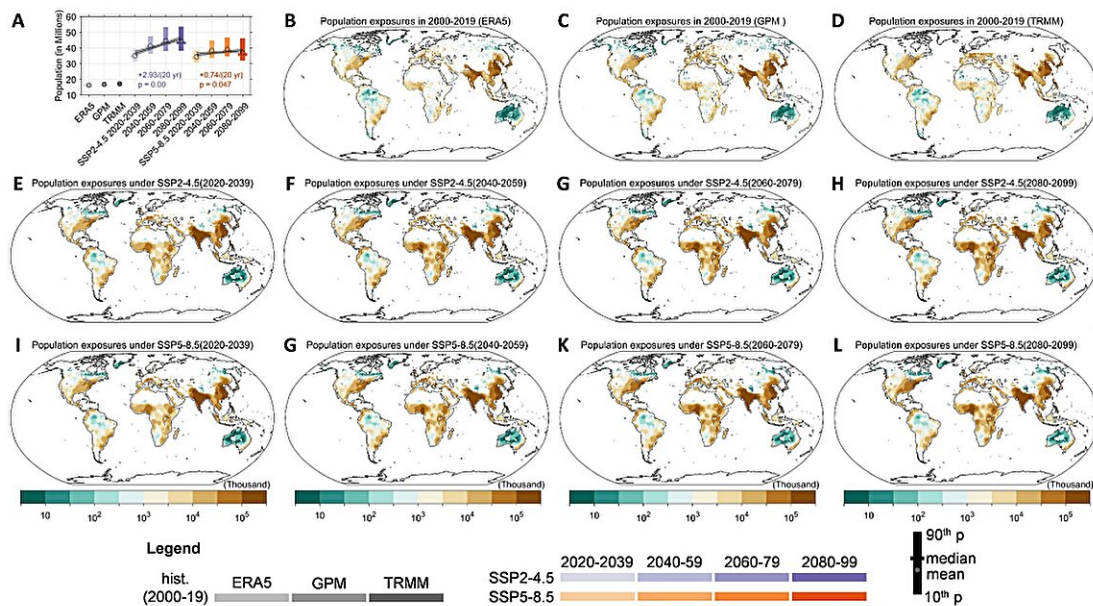 A
Population (in Millions)
60
50
40
30
20
10
+2.93/(20 yr)
p = 0.00
+0.74/(20 yr)
p = 0.047
ERA5
GPM
TRMM
SSP2-4.5 2020-2039
2040-2059
2060-2079
2080-2099
SSP5-8.5 2020-2039
2040-2059
2060-2079
2080-2099
B
Population exposures in 2000-2019 (ERA5)
C
Population exposures in 2000-2019 (GPM )
D
Population exposures in 2000-2019 (TRMM)
E
Population exposures under SSP2-4.5(2020-2039)
F
Population exposures under SSP2-4.5(2040-2059)
G
Population exposures under SSP2-4.5(2060-2079)
H
Population exposures under SSP2-4.5(2080-2099)
I
Population exposures under SSP5-8.5(2020-2039)
G
Population exposures under SSP5-8.5(2040-2059)
K
Population exposures under SSP5-8.5(2060-2079)
L
Population exposures under SSP5-8.5(2080-2099)
(Thousand)
10 10² 10³ 10⁴ 10⁵
(Thousand)
10 10² 10³ 10⁴ 10⁵
(Thousand)
10 10² 10³ 10⁴ 10⁵
(Thousand)
10 10² 10³ 10⁴ 10⁵
Legend
hist.
(2000-19)
ERA5 GPM TRMM
2020-2039 2040-59 2060-79 2080-99
SSP2-4.5
SSP5-8.5
90th p
median
mean
10th p